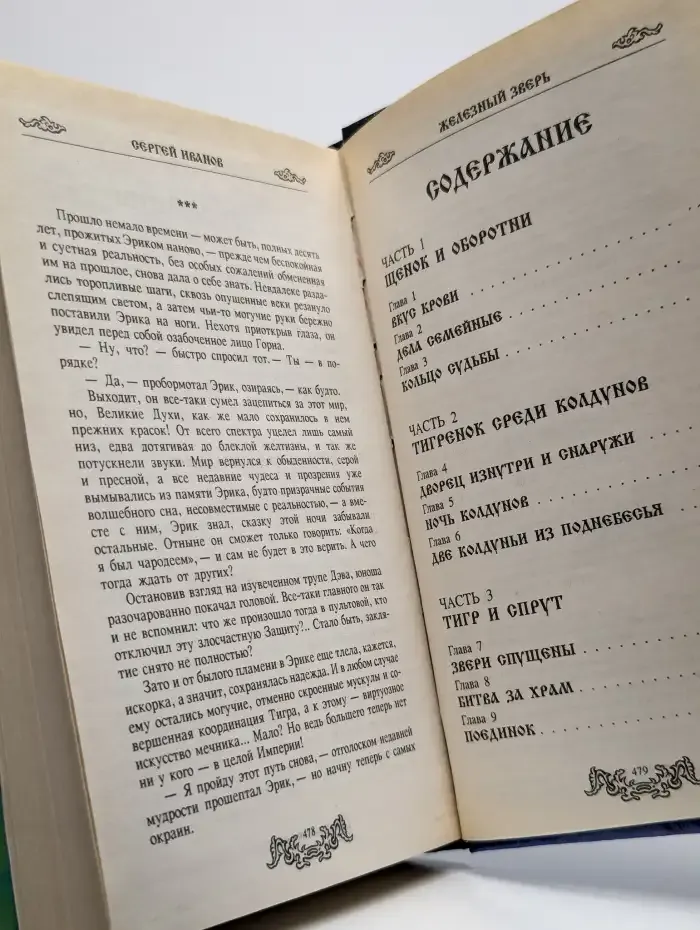 СЕРГЕЙ ИВАНОВ
***
Прошло немало времени — может быть, полных десять
лет, прожитых Эриком наново, — прежде чем беспокойная
и суетная реальность, без особых сожалений обмененная
им на прошлое, снова дала о себе знать. Невдалеке разда-
лись торопливые шаги, сквозь опущенные веки резануло
слепящим светом, а затем чьи-то могучие руки бережно
поставили Эрика на ноги. Нехотя приоткрыв глаза, он
увидел перед собой озабоченное лицо Горна.
— Ну, что? — быстро спросил тот. — Ты — в по-
рядке?
— Да, — пробормотал Эрик, озираясь, — как будто.
Выходит, он все-таки сумел зацепиться за этот мир,
но, Великие Духи, как же мало сохранилось в нем
прежних красок! От всего спектра уцелел лишь самый
низ, едва дотягивая до блеклой желтизны, и так же
потускнели звуки. Мир вернулся к обыденности, серой
и пресной, а все недавние чудеса и прозрения уже
вымывались из памяти Эрика, будто призрачные события
волшебного сна, несовместимые с реальностью, — а вме-
сте с ним, Эрик знал, сказку этой ночи забывали
остальные. Отныне он сможет только говорить: «Когда
я был чародеем», — и сам не будет в это верить. А чего
тогда ждать от других?
Остановив взгляд на изувеченном трупе Дэва, юноша
разочарованно покачал головой. Все-таки главного он так
и не вспомнил: что же произошло тогда в пультовой, кто
отключил эту злосчастную Защиту?.. Стало быть, закля-
тие снято не полностью?
Зато и от былого пламени в Эрике еще тлела, кажется,
искорка, а значит, сохранялась надежда. И в любом случае
ему остались могучие, отменно скроенные мускулы и со-
вершенная координация Тигра, а к этому — виртуозное
искусство мечника... Мало? Но ведь большего теперь нет
ни у кого — в целой Империи!
— Я пройду этот путь снова, — отголоском недавней
мудрости прошептал Эрик, — но начну теперь с самых
окраин.
478
ЖЕЛЕЗНЫЙ ЗВЕРЬ
СОДЕРЖАНИЕ
ЧАСТЬ 1
ЩЕНОК И ОБОРОТНИ
Глава 1
ВКУС КРОВИ
Глава 2
ДЕЛА СЕМЕЙНЫЕ
Глава 3
КОЛЬЦО СУДЬБЫ
ЧАСТЬ 2
ТИГРЕНОК СРЕДИ КОЛДУНОВ
Глава 4
ДВОРЕЦ ИЗНУТРИ И СНАРУЖИ
Глава 5
НОЧЬ КОЛДУНОВ
Глава 6
ДВЕ КОЛДУНЬИ ИЗ ПОДНЕБЕСЬЯ
ЧАСТЬ 3
ТИГР И СПРУТ
Глава 7
ЗВЕРИ СПУЩЕНЫ
Глава 8
БИТВА ЗА ХРАМ
Глава 9
ПОЕДИНОК
479